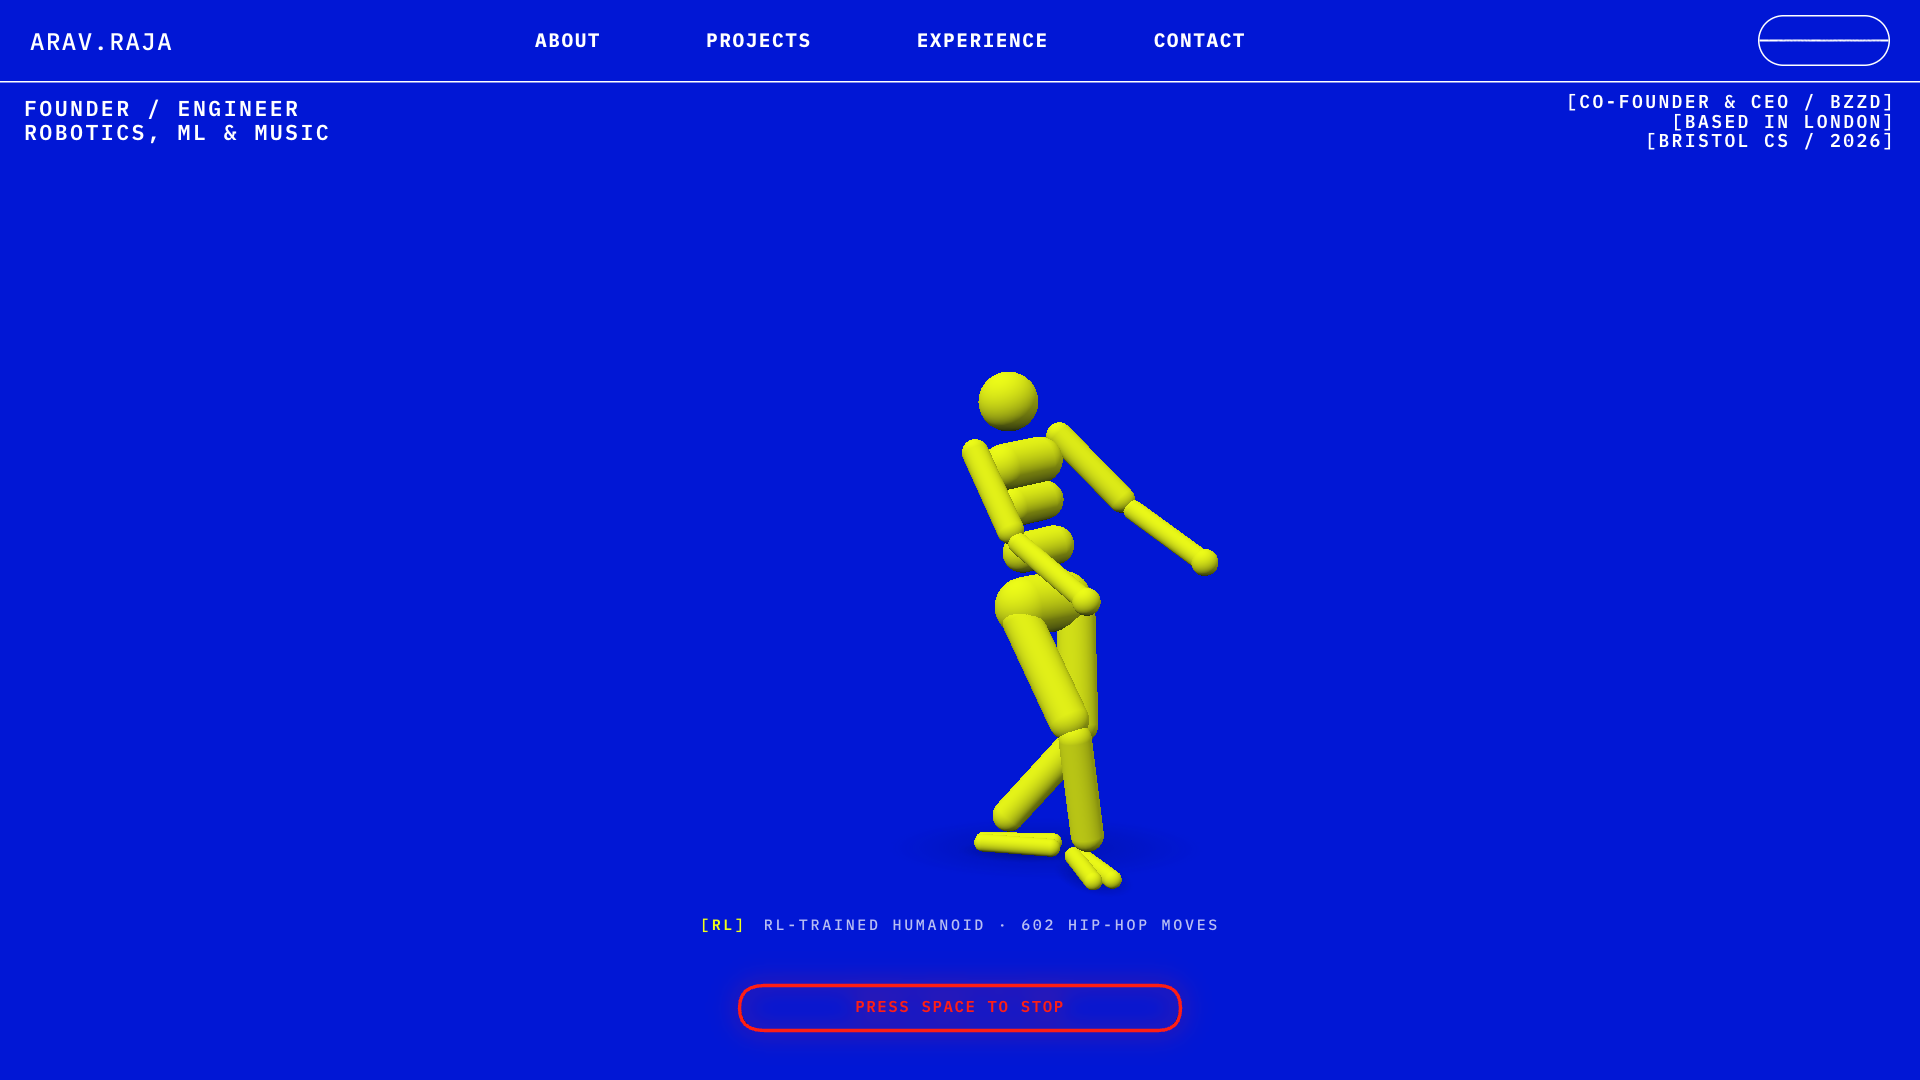 ARAV.RAJA
ABOUT
PROJECTS
EXPERIENCE
CONTACT
FOUNDER / ENGINEER
ROBOTICS, ML & MUSIC
[CO-FOUNDER & CEO / BZZD]
[BASED IN LONDON]
[BRISTOL CS / 2026]
[RL] RL-TRAINED HUMANOID · 602 HIP-HOP MOVES
PRESS SPACE TO STOP